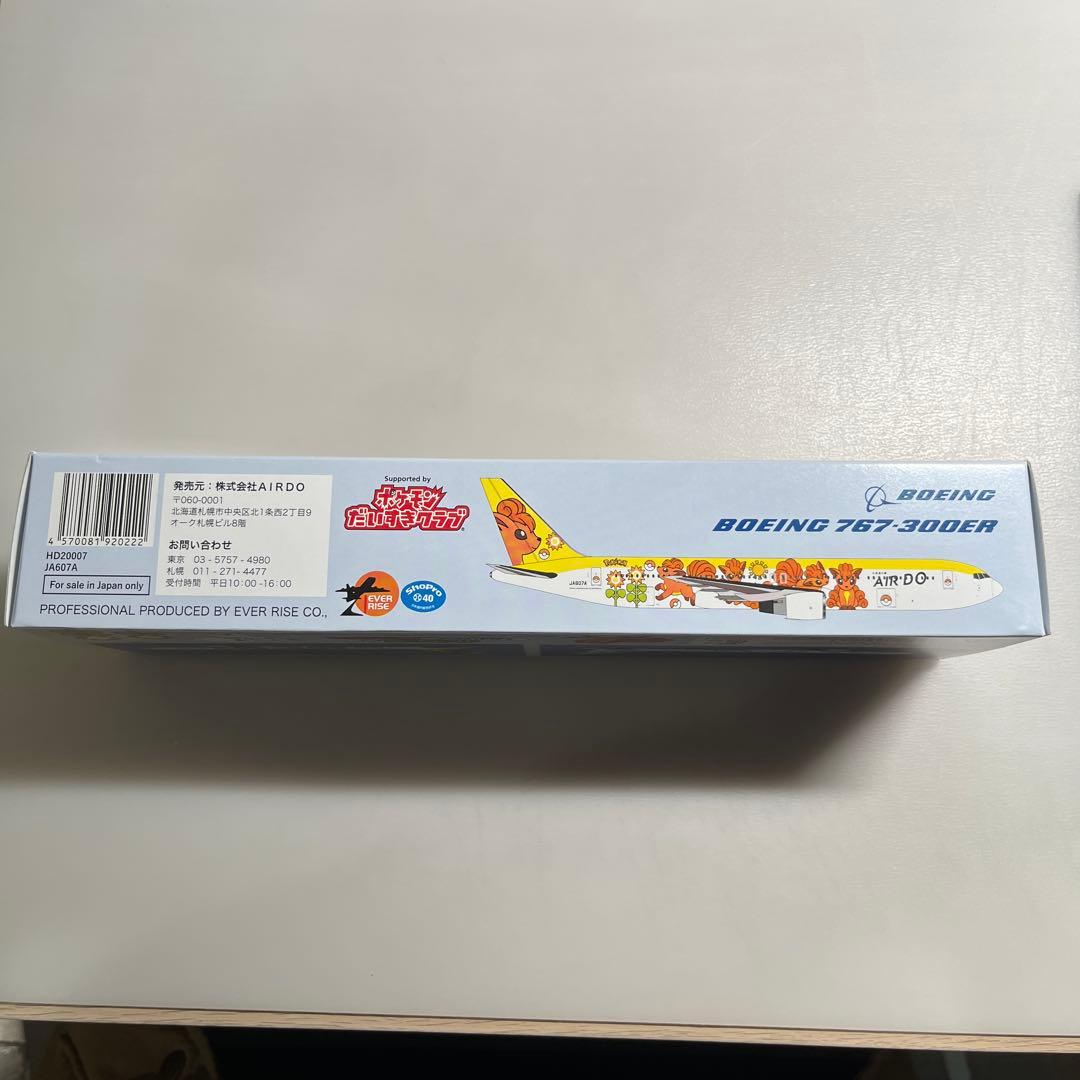 4 570081 920222
HD20007
JA607A
For sale in Japan only
PROFESSIONAL PRODUCED BY EVER RISE CO.,
発売元：株式会社AIRDO
〒060-0001
北海道札幌市中央区北1条西2丁目9
オーク札幌ビル8階
お問い合わせ
東京 03-5757-4980
札幌 011-271-4477
受付時間 平日10:00-16:00
Supported by
ポケモン
だいすきクラブ
EVER
RISE
ShoPro
40
BOEING
BOEING 767-300ER
POKÉMON
JA607A
AIRDO